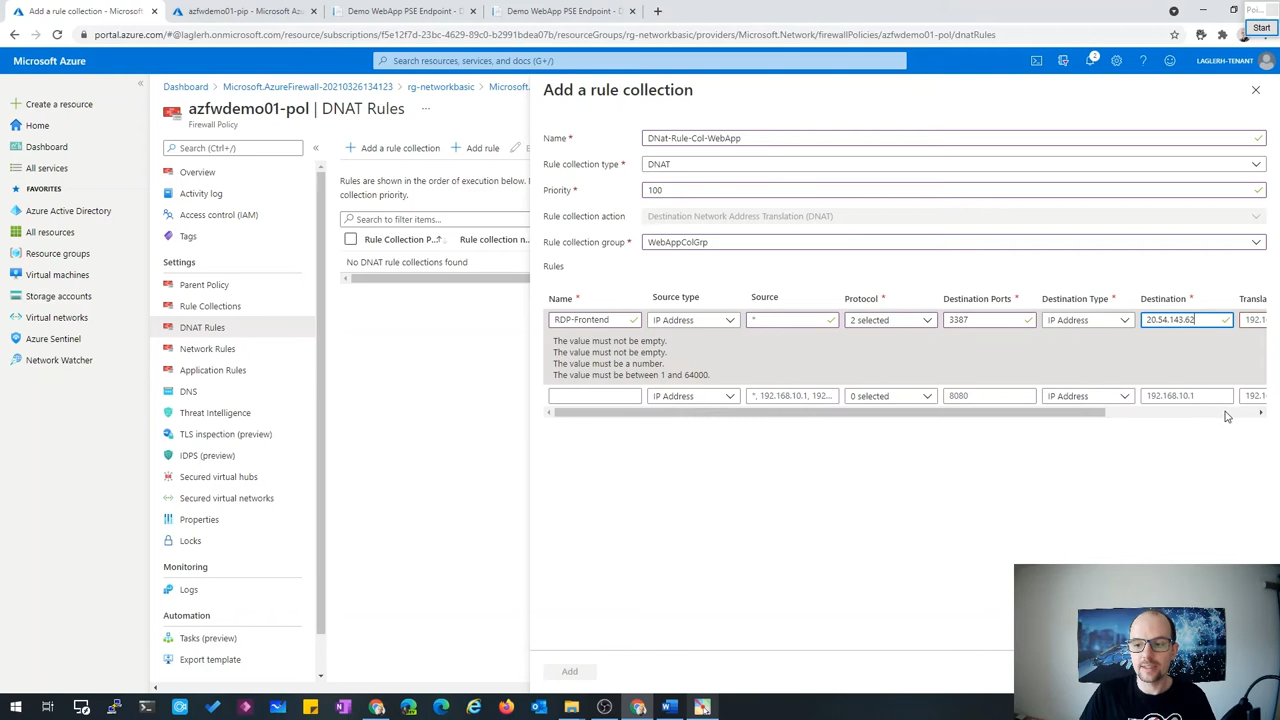 Add a rule collection - Microsoft
azfwdemo01-pip - Microsoft Azure
Demo WebApp PSE Endpoint - D
Demo WebApp PSE Endpoint - D
Start
portal.azure.com/#@laglerh.com/resource/subscriptions/f5e12f7d-23bc-4629-89c0-b2991bdea07f/resourceGroups/rg-networkbasic/providers/Microsoft.Network/firewallPolicies/azfwdemo01-pol/dnatRules
Microsoft Azure
Search resources, services, and docs (G+/)
2
LAGLERH-TENANT
Create a resource
Home
Dashboard
All services
FAVORITES
Azure Active Directory
All resources
Resource groups
Virtual machines
Storage accounts
Virtual networks
Azure Sentinel
Network Watcher
Dashboard > Microsoft.AzureFirewall-20210326134123 > rg-networkbasic > Microsoft.
azfwdemo01-pol | DNAT Rules ...
Firewall Policy
Search (Ctrl+/)
Overview
Activity log
Access control (IAM)
Tags
Settings
Parent Policy
Rule Collections
DNAT Rules
Network Rules
Application Rules
DNS
Threat Intelligence
TLS inspection (preview)
IDPS (preview)
Secured virtual hubs
Secured virtual networks
Properties
Locks
Monitoring
Logs
Automation
Tasks (preview)
Export template
Add a rule collection
Add rule
Rules are shown in the order of execution below.
collection priority.
Search to filter items...
Rule Collection P...↑
Rule collection n
No DNAT rule collections found
Add a rule collection
Name * DNat-Rule-Col-WebApp
Rule collection type * DNAT
Priority * 100
Rule collection action Destination Network Address Translation (DNAT)
Rule collection group * WebAppColGrp
Rules
Name * Source type Source Protocol * Destination Ports * Destination Type * Destination * Transla
RDP-Frontend IP Address * 2 selected 3387 IP Address 20.54.143.62 192.1
The value must not be empty.
The value must not be empty.
The value must be a number.
The value must be between 1 and 64000.
IP Address *, 192.168.10.1, 192... 0 selected 8080 IP Address 192.168.10.1 192.1
Add